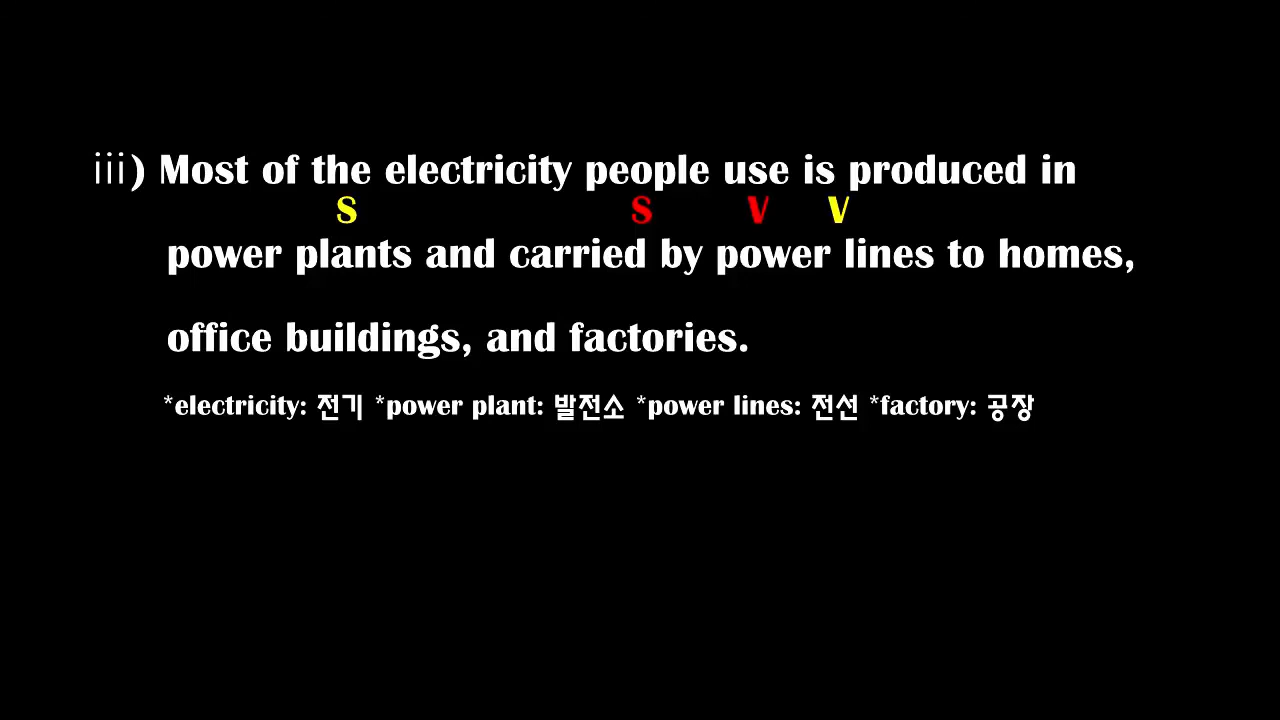 ⅲ) Most of the electricity people use is produced in
S S V V
power plants and carried by power lines to homes,
office buildings, and factories.
*electricity: 전기 *power plant: 발전소 *power lines: 전선 *factory: 공장